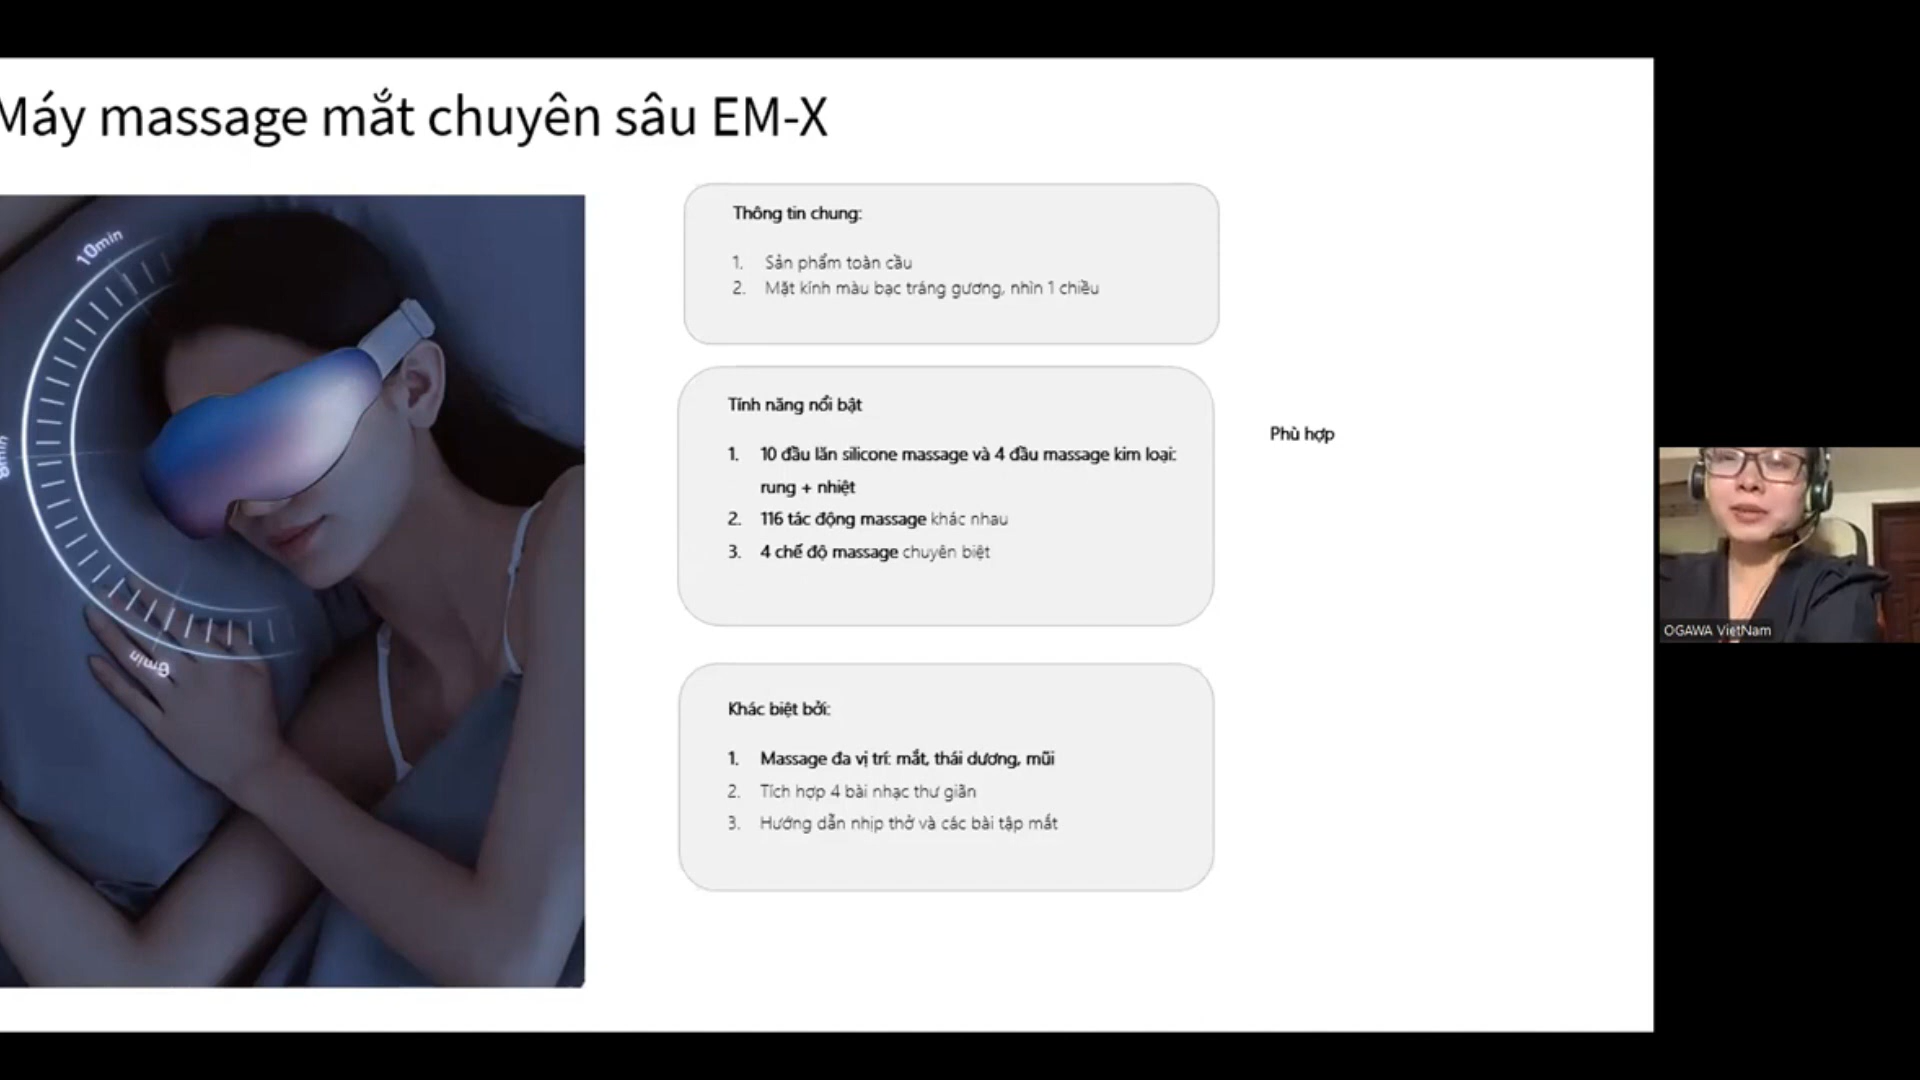 Máy massage mắt chuyên sâu EM-X
10min
6min
Thông tin chung:
1. Sản phẩm toàn cầu
2. Mặt kính màu bạc tráng gương, nhìn 1 chiều
Tính năng nổi bật
1. 10 đầu lăn silicone massage và 4 đầu massage kim loại:
rung + nhiệt
2. 116 tác động massage khác nhau
3. 4 chế độ massage chuyên biệt
Khác biệt bởi:
1. Massage đa vị trí: mắt, thái dương, mũi
2. Tích hợp 4 bài nhạc thư giãn
3. Hướng dẫn nhịp thở và các bài tập mắt
Phù hợp
OGAWA VietNam